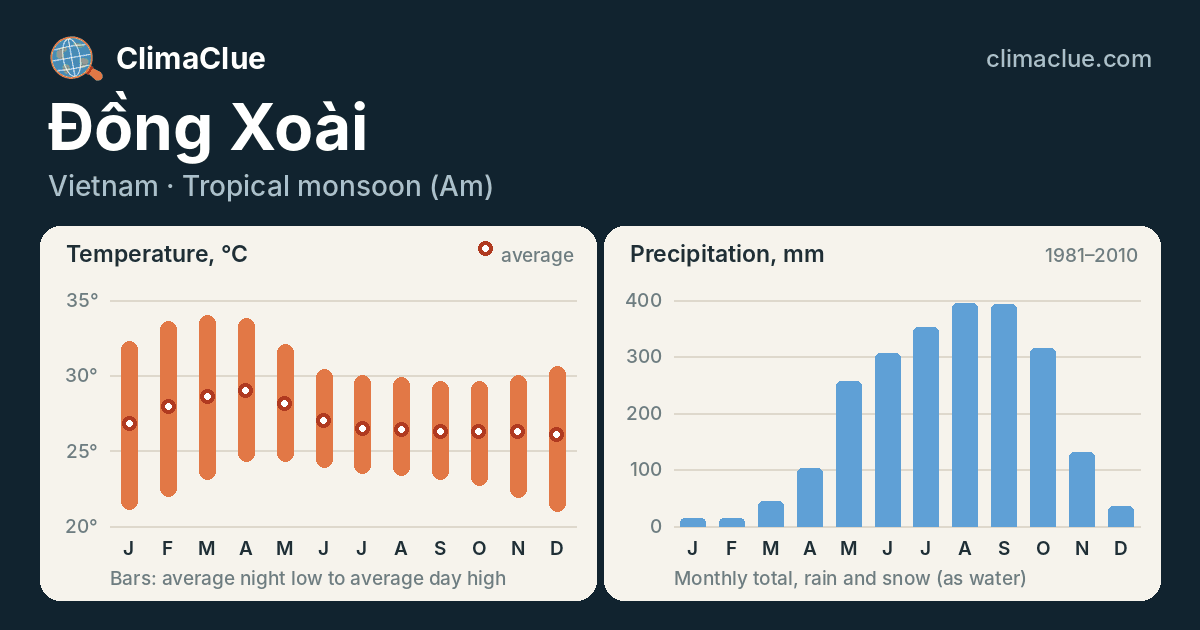 ClimaClue
climaclue.com
Đồng Xoài
Vietnam · Tropical monsoon (Am)
Temperature, °C
average
35°
30°
25°
20°
J F M A M J J A S O N D
Bars: average night low to average day high
Precipitation, mm
1981–2010
400
300
200
100
0
J F M A M J J A S O N D
Monthly total, rain and snow (as water)